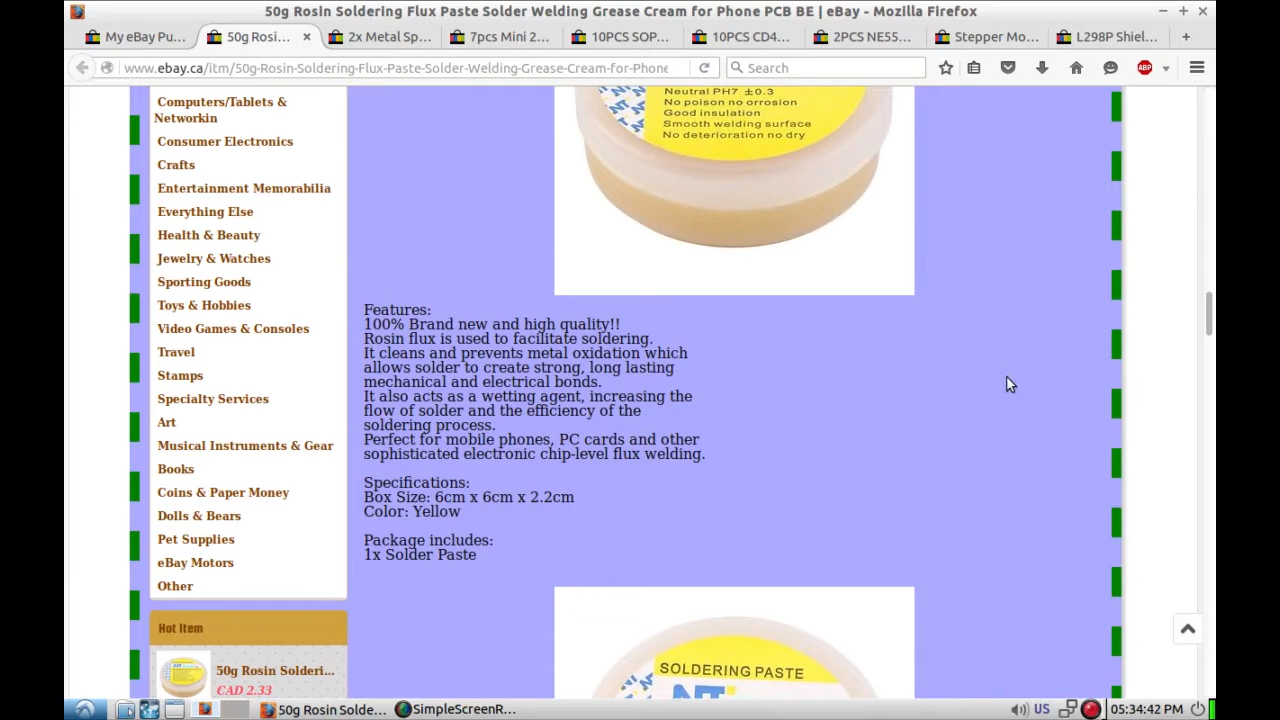 50g Rosin Soldering Flux Paste Solder Welding Grease Cream for Phone PCB BE | eBay - Mozilla Firefox
My eBay Pu...
50g Rosi...
2x Metal Sp...
7pcs Mini 2...
10PCS SOP...
10PCS CD4...
2PCS NE55...
Stepper Mo...
L298P Shiel...
www.ebay.ca/itm/50g-Rosin-Soldering-Flux-Paste-Solder-Welding-Grease-Cream-for-Phone
Search
ABP
Computers/Tablets &
Networkin
Consumer Electronics
Crafts
Entertainment Memorabilia
Everything Else
Health & Beauty
Jewelry & Watches
Sporting Goods
Toys & Hobbies
Video Games & Consoles
Travel
Stamps
Specialty Services
Art
Musical Instruments & Gear
Books
Coins & Paper Money
Dolls & Bears
Pet Supplies
eBay Motors
Other
Hot Item
50g Rosin Solderi...
CAD 2.33
Neutral PH7 ±0.3
No poison no orrosion
Good insulation
Smooth welding surface
No deterioration no dry
Features:
100% Brand new and high quality!!
Rosin flux is used to facilitate soldering.
It cleans and prevents metal oxidation which
allows solder to create strong, long lasting
mechanical and electrical bonds.
It also acts as a wetting agent, increasing the
flow of solder and the efficiency of the
soldering process.
Perfect for mobile phones, PC cards and other
sophisticated electronic chip-level flux welding.
Specifications:
Box Size: 6cm x 6cm x 2.2cm
Color: Yellow
Package includes:
1x Solder Paste
SOLDERING PASTE
50g Rosin Solde...
SimpleScreenR...
US
05:34:42 PM